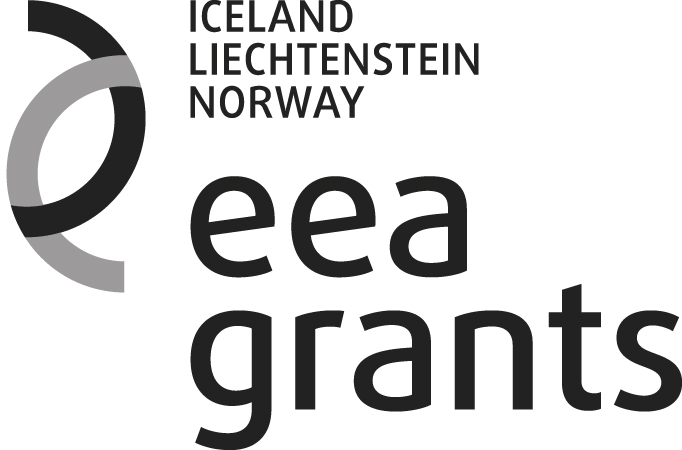 ICELAND
LIECHTENSTEIN
NORWAY
eea
grants